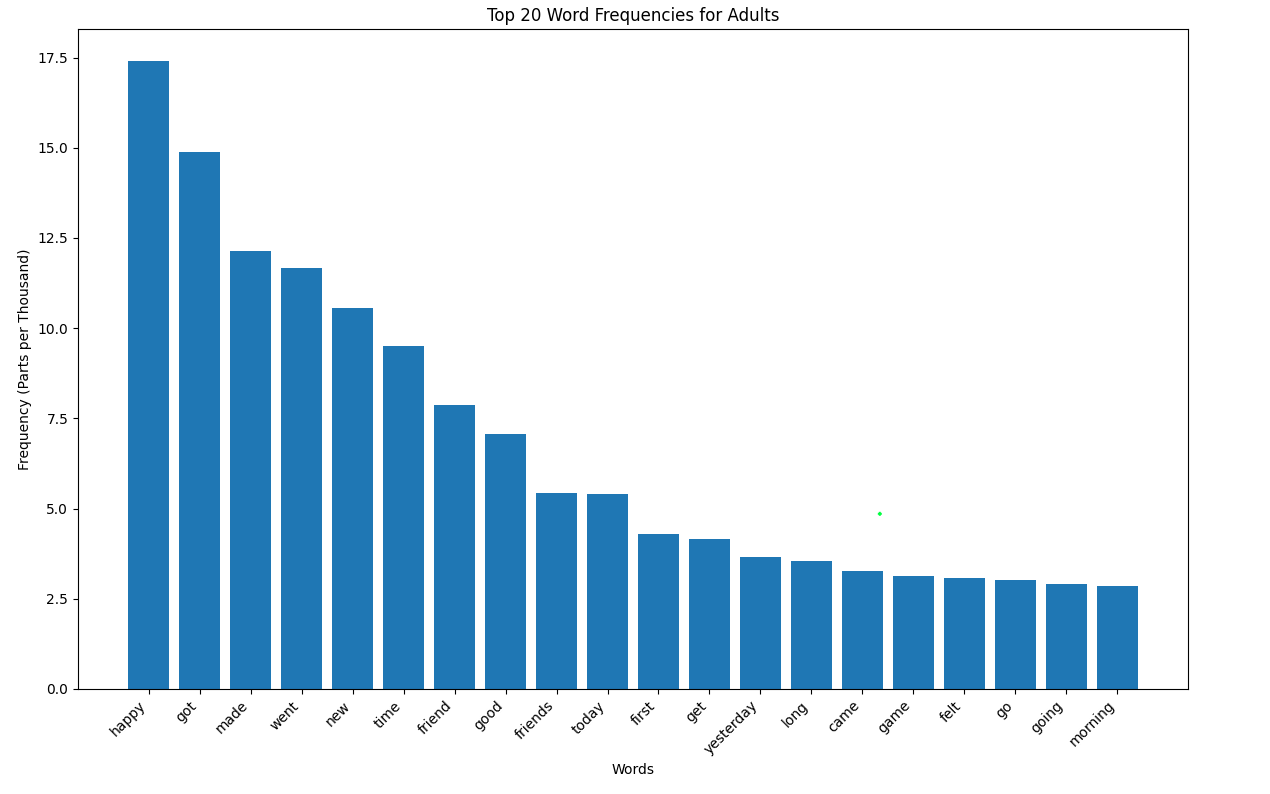 Top 20 Word Frequencies for Adults
Frequency (Parts per Thousand)
17.5
15.0
12.5
10.0
7.5
5.0
2.5
0.0
happy
got
made
went
new
time
friend
good
friends
today
first
get
yesterday
long
came
game
felt
go
going
morning
Words